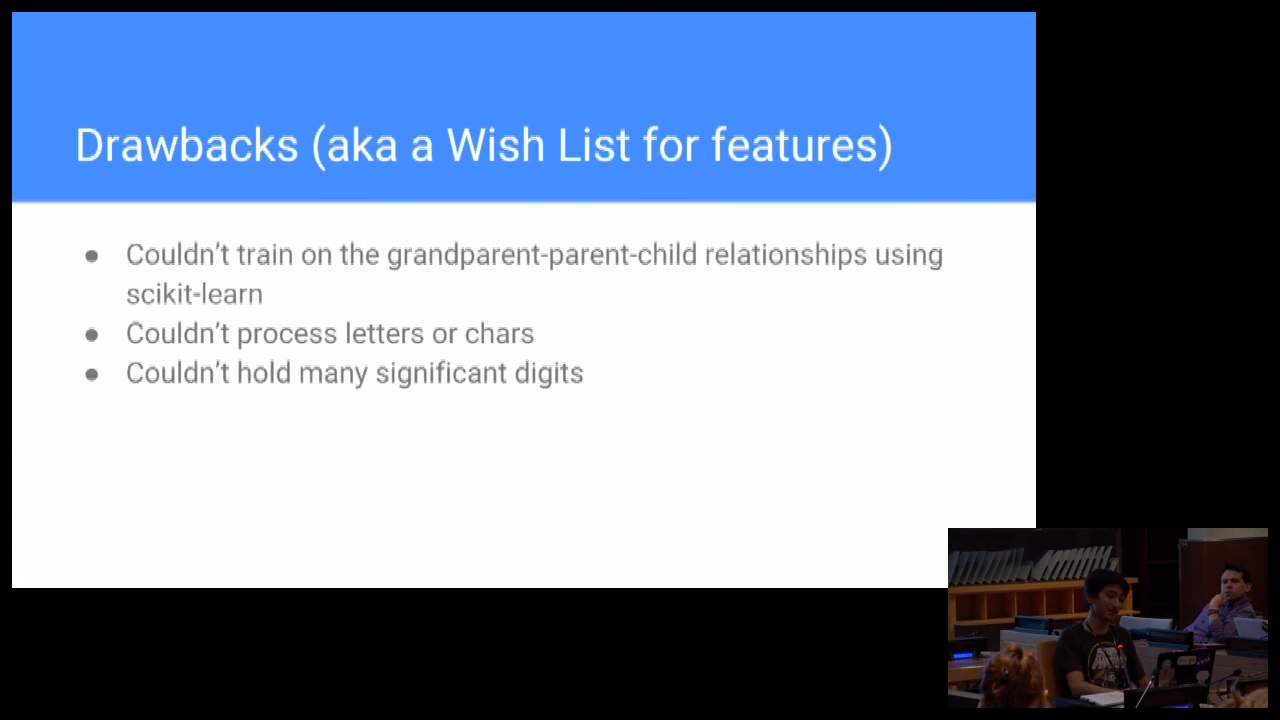 Drawbacks (aka a Wish List for features)
● Couldn't train on the grandparent-parent-child relationships using
scikit-learn
● Couldn't process letters or chars
● Couldn't hold many significant digits